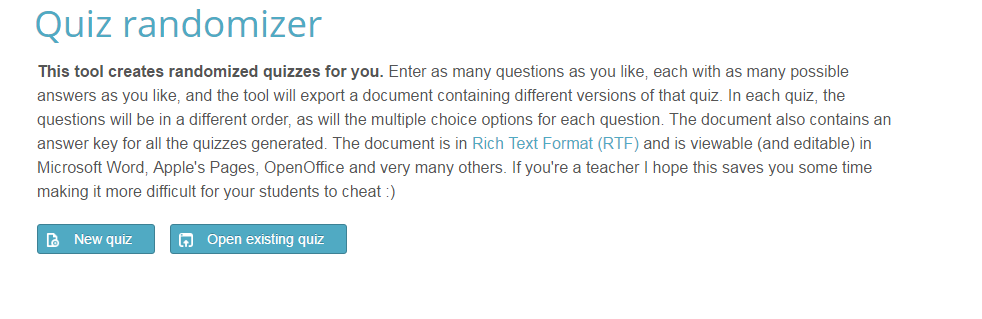 Quiz randomizer
This tool creates randomized quizzes for you. Enter as many questions as you like, each with as many possible
answers as you like, and the tool will export a document containing different versions of that quiz. In each quiz, the
questions will be in a different order, as will the multiple choice options for each question. The document also contains an
answer key for all the quizzes generated. The document is in Rich Text Format (RTF) and is viewable (and editable) in
Microsoft Word, Apple's Pages, OpenOffice and very many others. If you're a teacher I hope this saves you some time
making it more difficult for your students to cheat :)
New quiz Open existing quiz